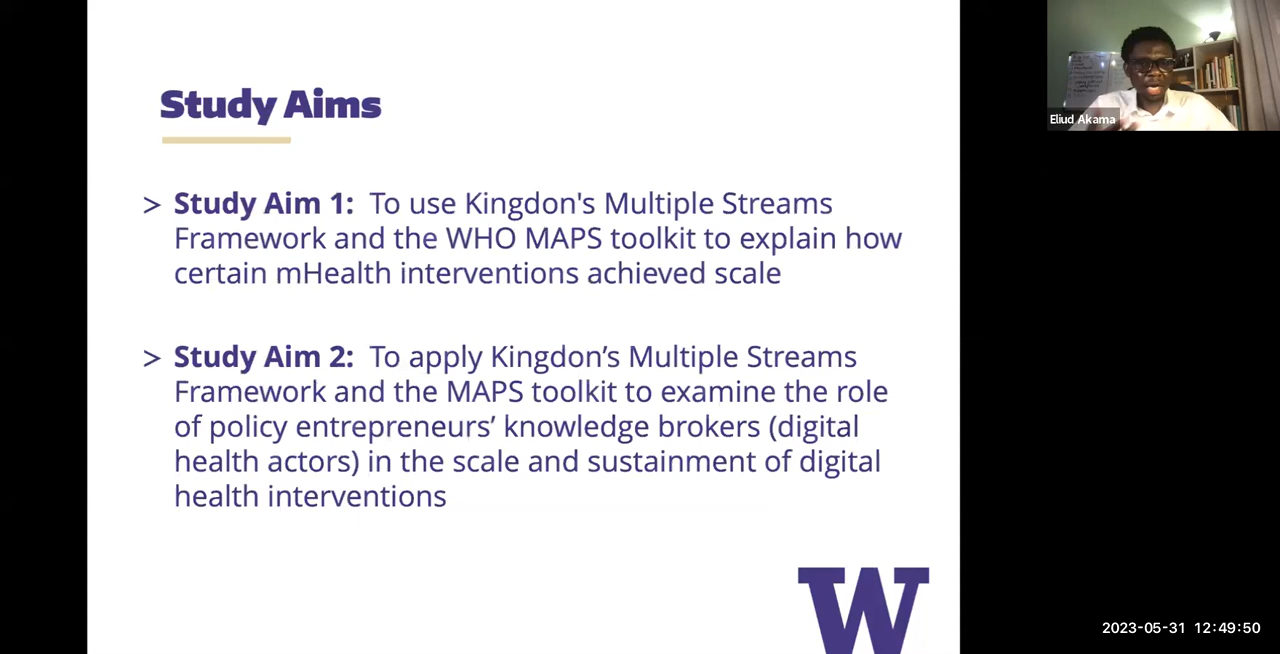 Study Aims
> Study Aim 1: To use Kingdon's Multiple Streams
Framework and the WHO MAPS toolkit to explain how
certain mHealth interventions achieved scale
> Study Aim 2: To apply Kingdon’s Multiple Streams
Framework and the MAPS toolkit to examine the role
of policy entrepreneurs’ knowledge brokers (digital
health actors) in the scale and sustainment of digital
health interventions
W
Eliud Akama
2023-05-31 12:49:50